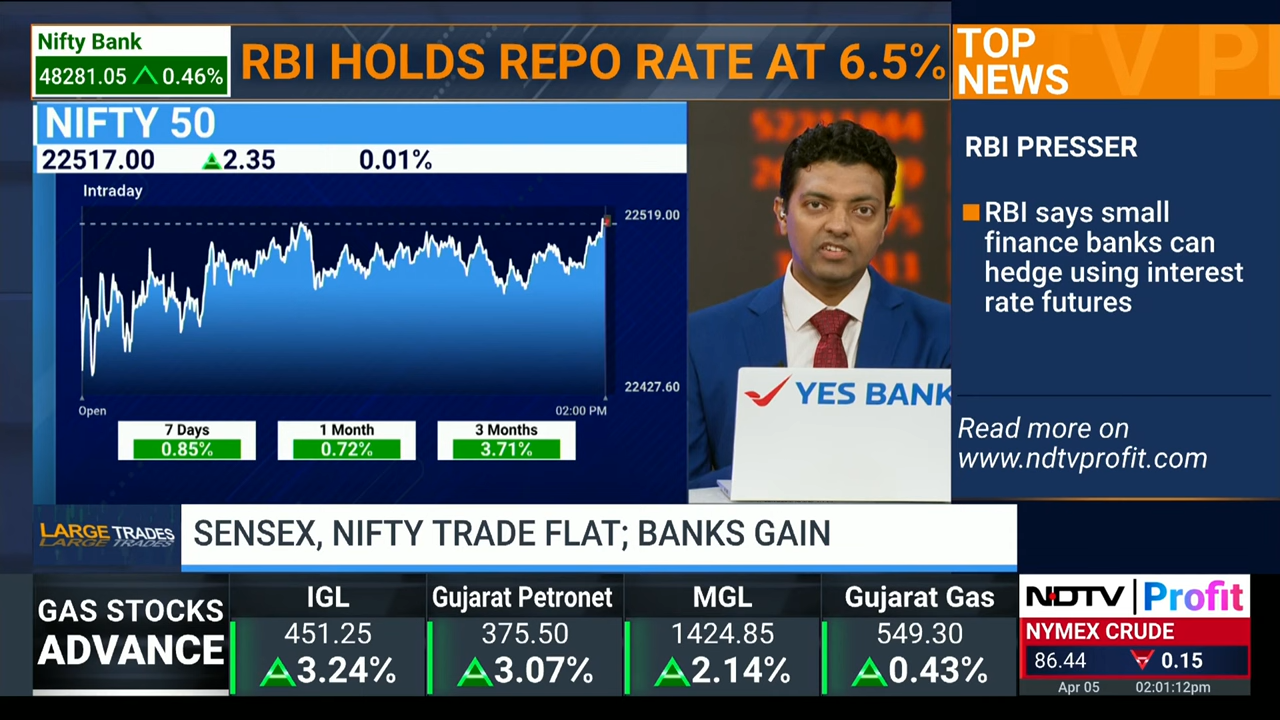 Nifty Bank
48281.05 0.46%
RBI HOLDS REPO RATE AT 6.5%
TOP
NEWS
NIFTY 50
22517.00 2.35 0.01%
Intraday
22519.00
22427.60
Open 02:00 PM
7 Days 1 Month 3 Months
0.85% 0.72% 3.71%
YES BANK
RBI PRESSER
RBI says small
finance banks can
hedge using interest
rate futures
Read more on
www.ndtvprofit.com
LARGE TRADES
SENSEX, NIFTY TRADE FLAT; BANKS GAIN
GAS STOCKS
ADVANCE
IGL
451.25
3.24%
Gujarat Petronet
375.50
3.07%
MGL
1424.85
2.14%
Gujarat Gas
549.30
0.43%
NDTV Profit
NYMEX CRUDE
86.44 0.15
Apr 05 02:01:12pm